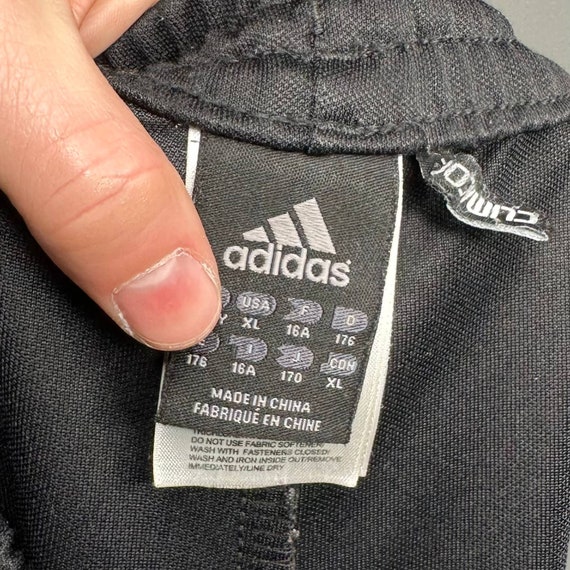 adidas
USA F D
Y XL 16A 176
I J CDN
176 16A 170 XL
MADE IN CHINA
FABRIQUÉ EN CHINE
DO NOT USE FABRIC SOFTENER/
WASH WITH FASTENERS CLOSED/
WASH AND IRON INSIDE OUT/REMOVE
IMMEDIATELY/LINE DRY
CLIMA